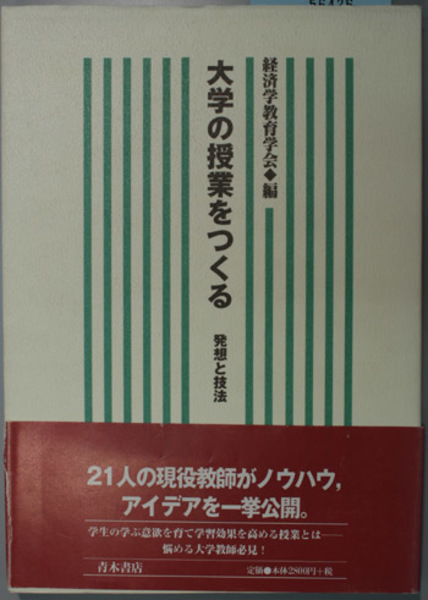 経済学教育学会◆編
大学の授業をつくる
発想と技法
21人の現役教師がノウハウ,
アイデアを一挙公開。
学生の学ぶ意欲を育て学習効果を高める授業とは――
悩める大学教師必見！
青木書店
定価●本体2800円+税